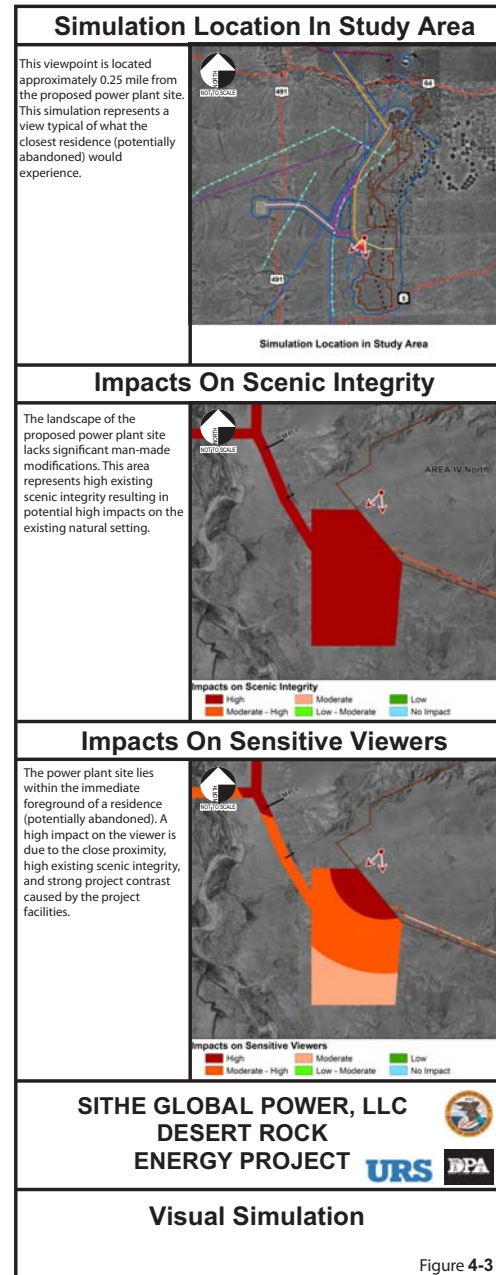 Simulation Location In Study Area
This viewpoint is located
approximately 0.25 mile from
the proposed power plant site.
This simulation represents a
view typical of what the
closest residence (potentially
abandoned) would
experience.
NORTH
NOT TO SCALE
491
64
491
5
Simulation Location in Study Area
Impacts On Scenic Integrity
The landscape of the
proposed power plant site
lacks significant man-made
modifications. This area
represents high existing
scenic integrity resulting in
potential high impacts on the
existing natural setting.
NORTH
NOT TO SCALE
MP 1
AREA IV North
Impacts on Scenic Integrity
High Moderate Low
Moderate - High Low - Moderate No Impact
Impacts On Sensitive Viewers
The power plant site lies
within the immediate
foreground of a residence
(potentially abandoned). A
high impact on the viewer is
due to the close proximity,
high existing scenic integrity,
and strong project contrast
caused by the project
facilities.
NORTH
NOT TO SCALE
MP 1
Impacts on Sensitive Viewers
High Moderate Low
Moderate - High Low - Moderate No Impact
SITHE GLOBAL POWER, LLC
DESERT ROCK
ENERGY PROJECT
URS
DPA
Visual Simulation
Figure 4-3